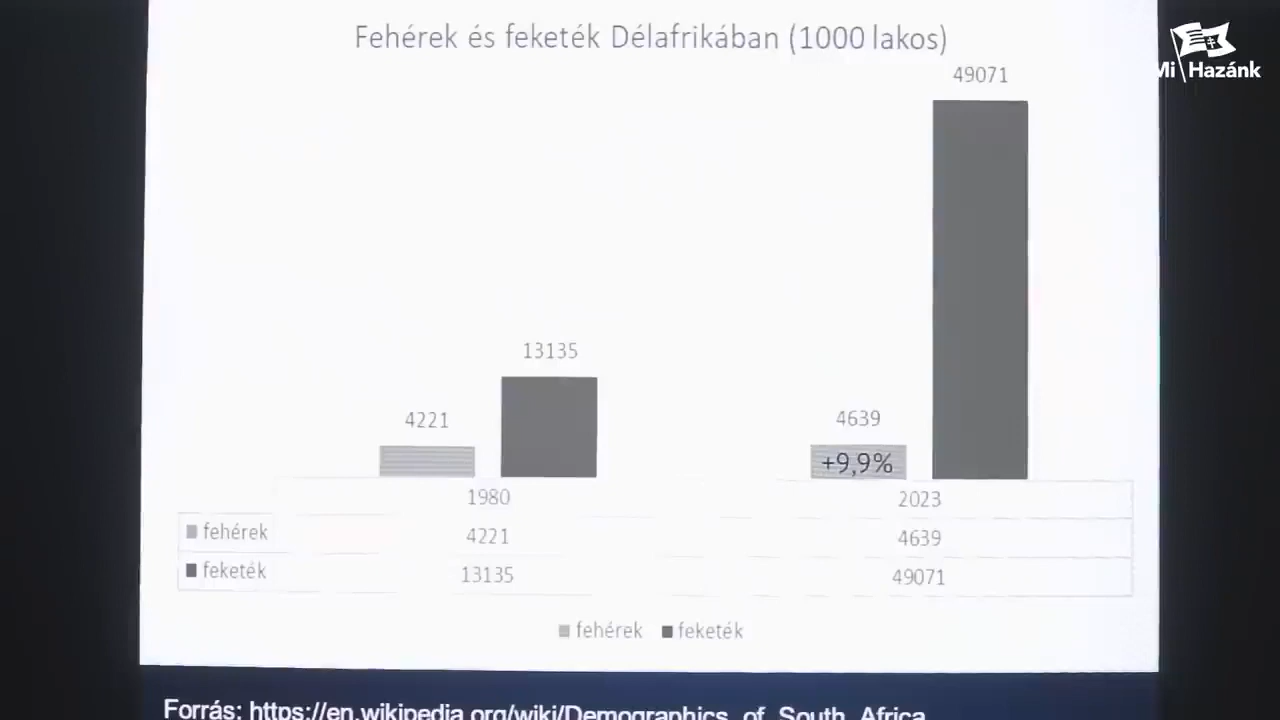 Fehérek és feketék Délafrikában (1000 lakos)
Mi Hazánk
49071
13135
4221
4639
+9,9%
1980 2023
fehérek 4221 4639
feketék 13135 49071
fehérek feketék
Forrás: https://en.wikipedia.org/wiki/Demographics_of_South_Africa